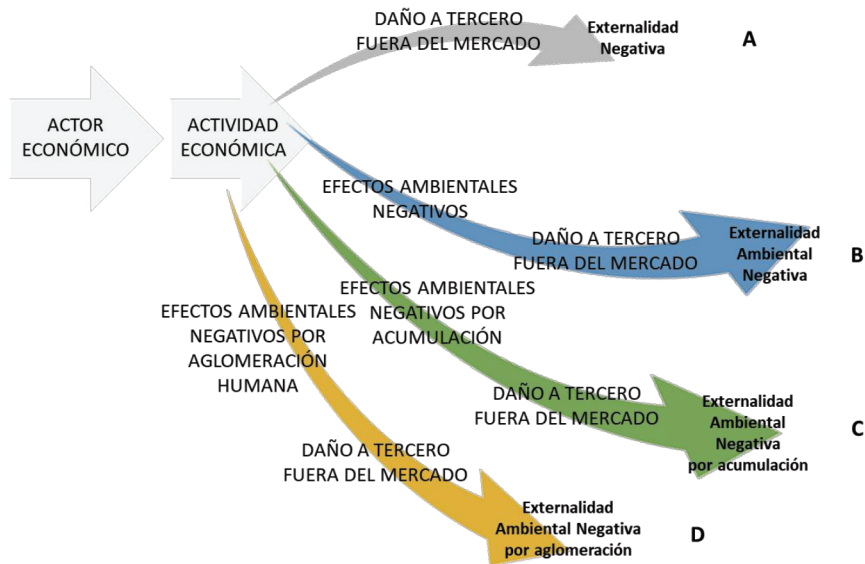 ACTOR
ECONÓMICO
ACTIVIDAD
ECONÓMICA
DAÑO A TERCERO
FUERA DEL MERCADO
Externalidad
Negativa
A
EFECTOS AMBIENTALES
NEGATIVOS
DAÑO A TERCERO
FUERA DEL MERCADO
Externalidad
Ambiental
Negativa
B
EFECTOS AMBIENTALES
NEGATIVOS POR
ACUMULACIÓN
DAÑO A TERCERO
FUERA DEL MERCADO
Externalidad
Ambiental
Negativa
por acumulación
C
EFECTOS AMBIENTALES
NEGATIVOS POR
AGLOMERACIÓN
HUMANA
DAÑO A TERCERO
FUERA DEL MERCADO
Externalidad
Ambiental Negativa
por aglomeración
D